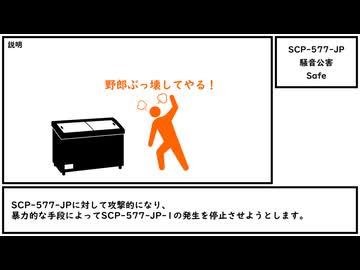 説明
SCP-577-JP
騒音公害
Safe
野郎ぶっ壊してやる！
SCP-577-JPに対して攻撃的になり、
暴力的な手段によってSCP-577-JP-1の発生を停止させようとします。